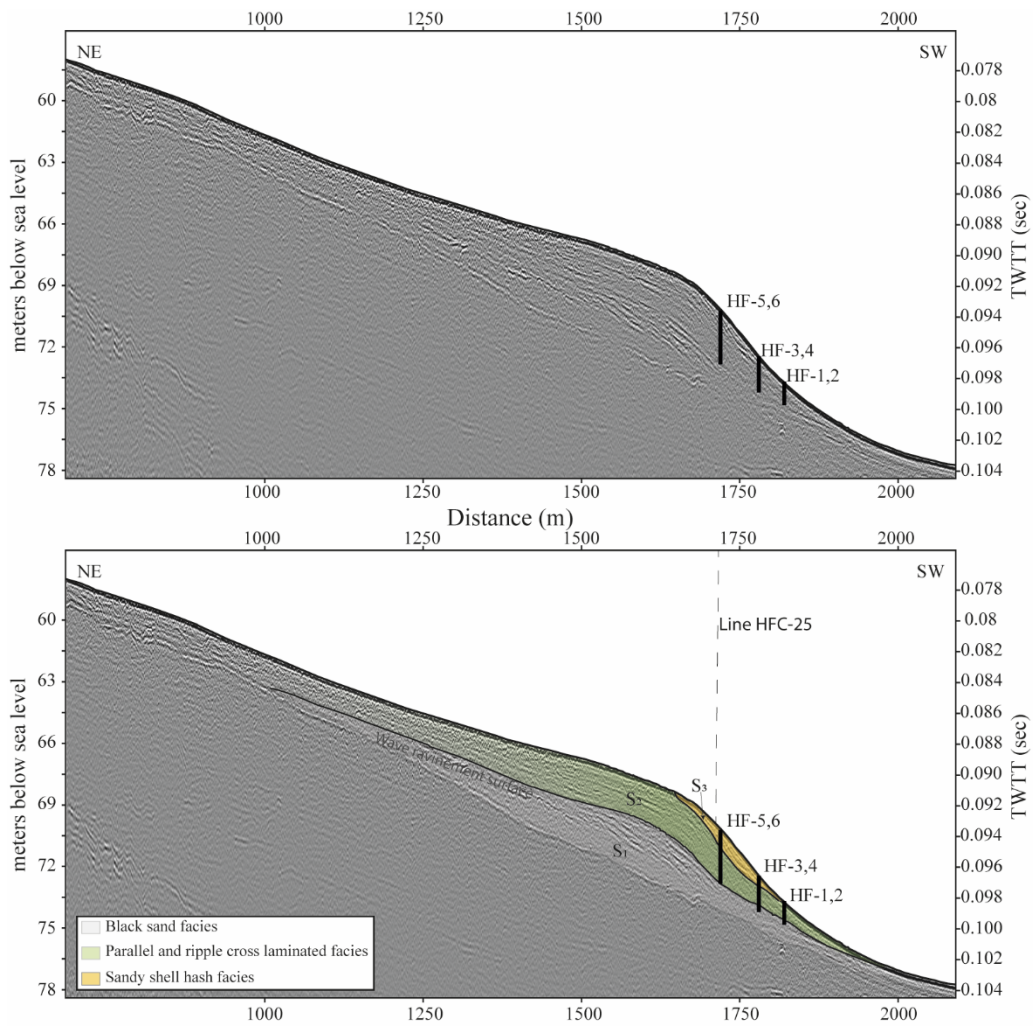 1000 1250 1500 1750 2000
NE SW
meters below sea level
60
63
66
69
72
75
78
0.078
0.08
0.082
0.084
0.086
0.088
0.090
0.092
0.094
0.096
0.098
0.100
0.102
0.104
TWTT (sec)
HF-5,6
HF-3,4
HF-1,2
1000 1250 1500 1750 2000
Distance (m)
1000 1250 1500 1750 2000
NE SW
meters below sea level
60
63
66
69
72
75
78
0.078
0.08
0.082
0.084
0.086
0.088
0.090
0.092
0.094
0.096
0.098
0.100
0.102
0.104
TWTT (sec)
Line HFC-25
Wave ravinement surface
S₁
S₂
S₃
HF-5,6
HF-3,4
HF-1,2
Black sand facies
Parallel and ripple cross laminated facies
Sandy shell hash facies
1000 1250 1500 1750 2000